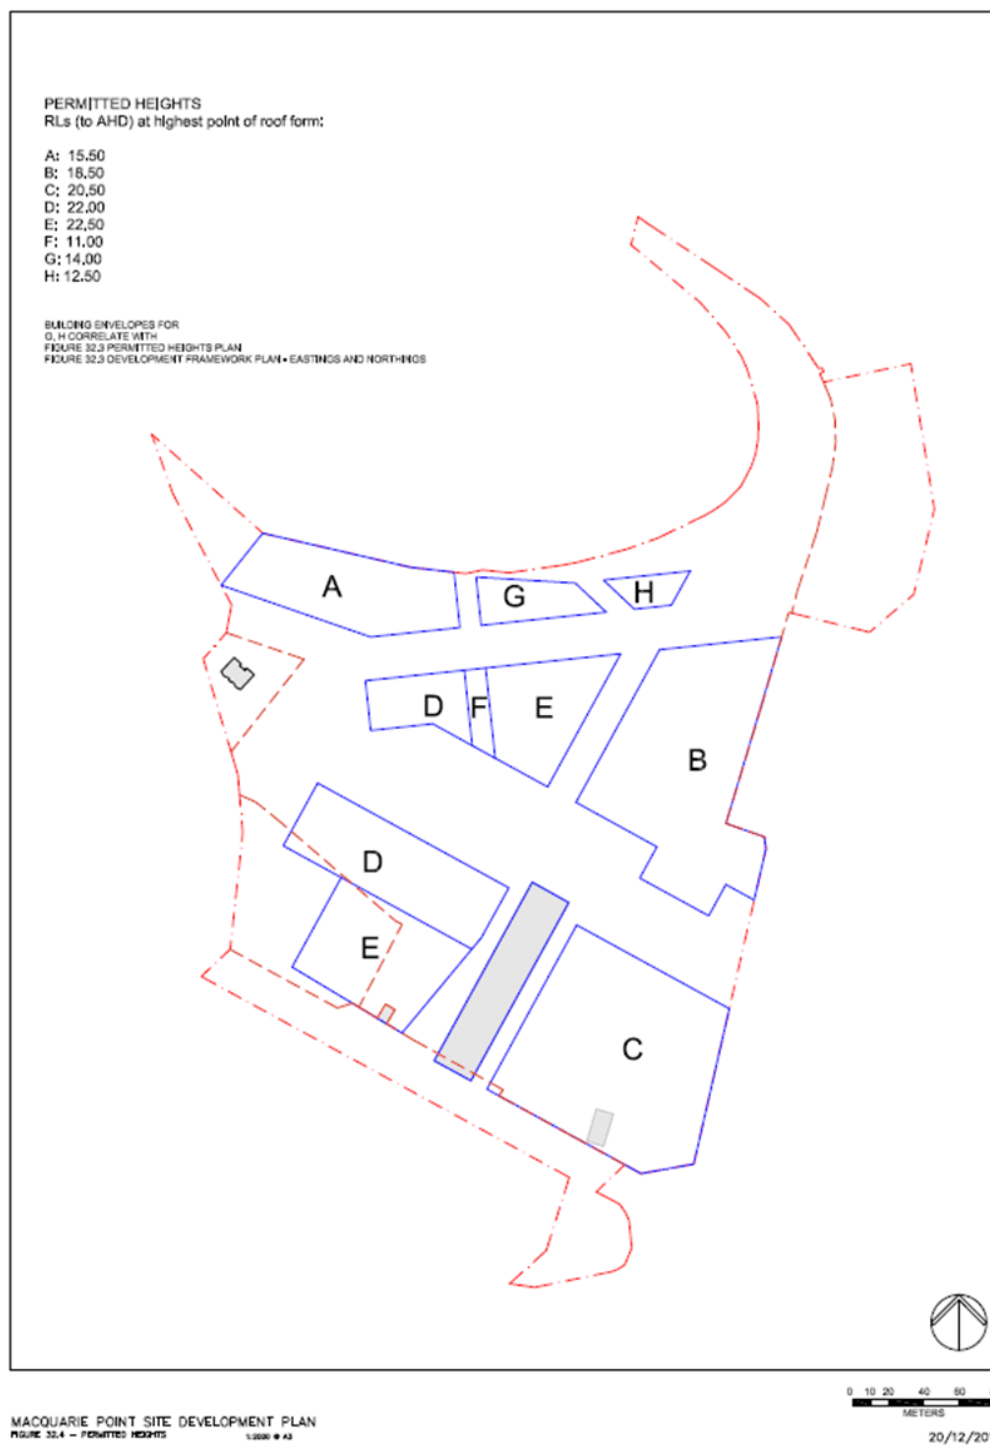 PERMITTED HEIGHTS
RLs (to AHD) at highest point of roof form:
A: 15.50
B: 18.50
C: 20.50
D: 22.00
E: 22.50
F: 11.00
G: 14.00
H: 12.50
BUILDING ENVELOPES FOR
G, H CORRELATE WITH
FIGURE 32.3 PERMITTED HEIGHTS PLAN
FIGURE 32.3 DEVELOPMENT FRAMEWORK PLAN - EASTINGS AND NORTHINGS
A
G
H
D
F
E
B
D
E
C
0 10 20 40 60
METERS
MACQUARIE POINT SITE DEVELOPMENT PLAN
FIGURE 32.4 - PERMITTED HEIGHTS 1:2000 @ A3
20/12/20